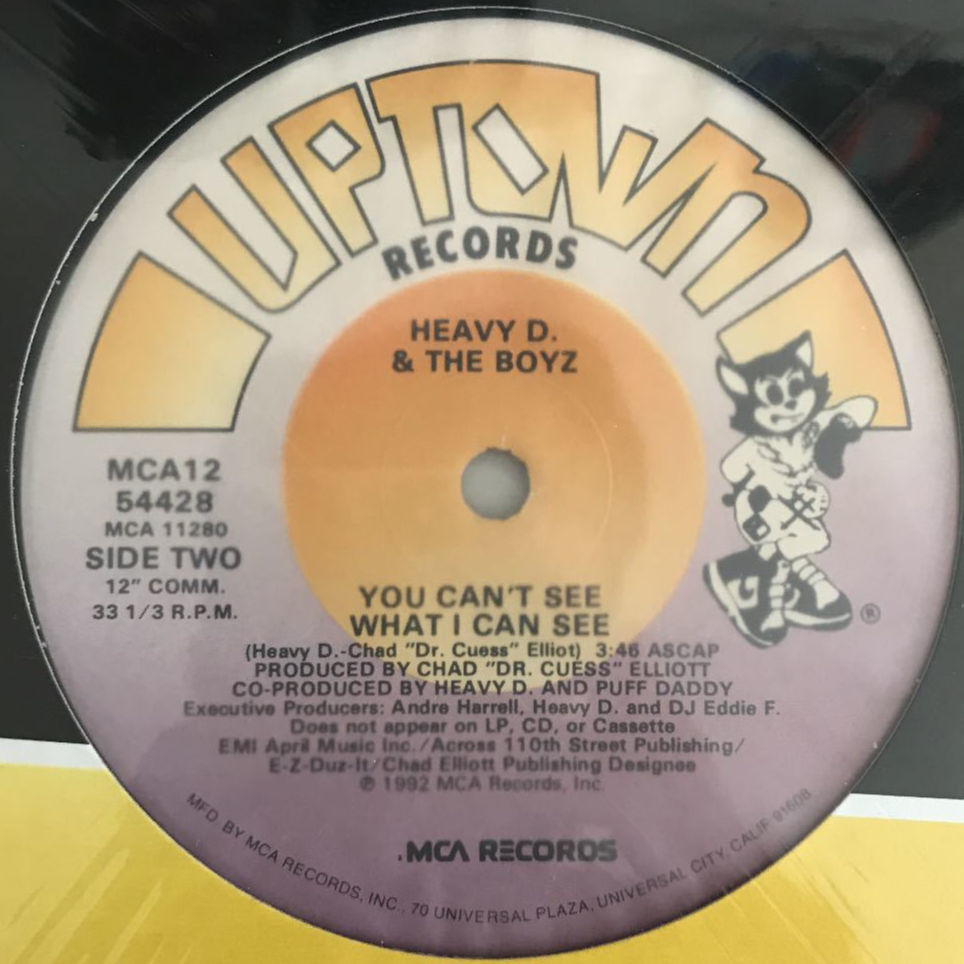 UPTOWN
RECORDS
HEAVY D.
& THE BOYZ
MCA12
54428
MCA 11280
SIDE TWO
12" COMM.
33 1/3 R.P.M.
®
YOU CAN'T SEE
WHAT I CAN SEE
(Heavy D.-Chad "Dr. Cuess" Elliot) 3:46 ASCAP
PRODUCED BY CHAD "DR. CUESS" ELLIOTT
CO-PRODUCED BY HEAVY D. AND PUFF DADDY
Executive Producers: Andre Harrell, Heavy D. and DJ Eddie F.
Does not appear on LP, CD, or Cassette
EMI April Music Inc./Across 110th Street Publishing/
E-Z-Duz-It/Chad Elliott Publishing Designee
℗ 1992 MCA Records, Inc.
.MCA RECORDS
MFD. BY MCA RECORDS, INC., 70 UNIVERSAL PLAZA, UNIVERSAL CITY, CALIF 91608